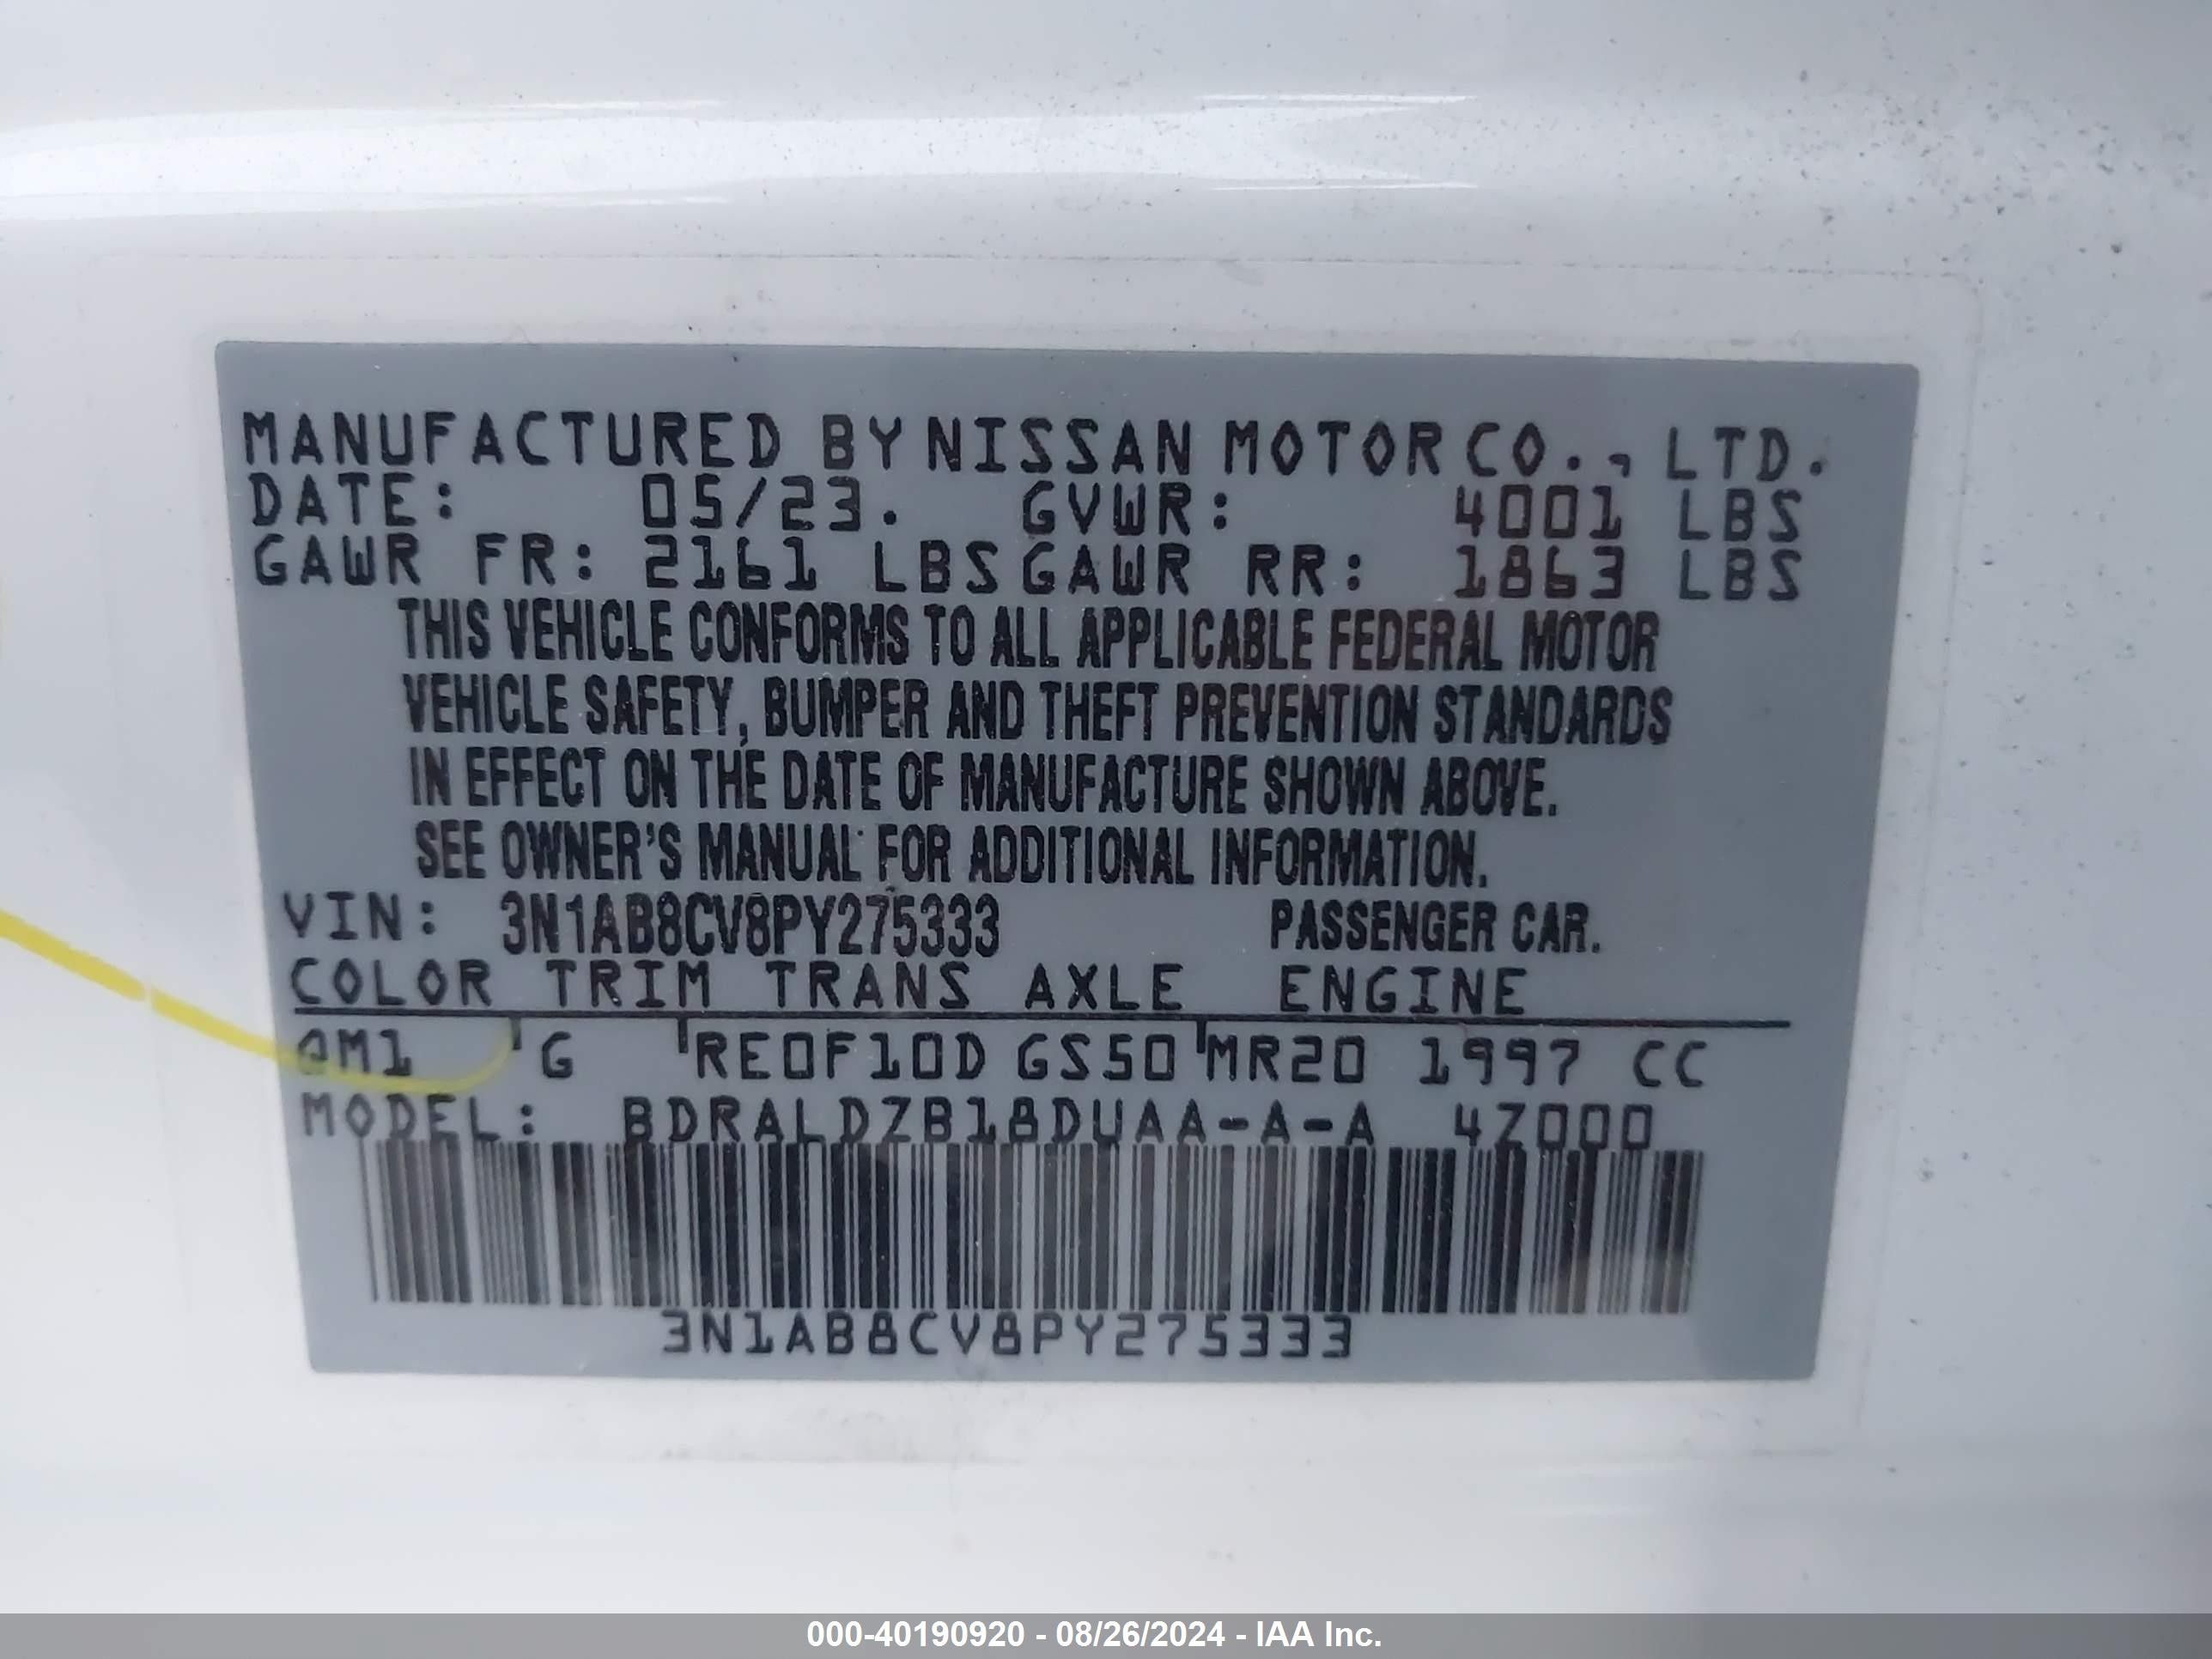 MANUFACTURED BY NISSAN MOTOR CO., LTD.
DATE: 05/23. GVWR: 4001 LBS
GAWR FR: 2161 LBS GAWR RR: 1863 LBS
THIS VEHICLE CONFORMS TO ALL APPLICABLE FEDERAL MOTOR
VEHICLE SAFETY, BUMPER AND THEFT PREVENTION STANDARDS
IN EFFECT ON THE DATE OF MANUFACTURE SHOWN ABOVE.
SEE OWNER'S MANUAL FOR ADDITIONAL INFORMATION.
VIN: 3N1AB8CV8PY275333 PASSENGER CAR.
COLOR TRIM TRANS AXLE ENGINE
QM1 G RE0F10D GS50 MR20 1997 CC
MODEL: BDRALDZB18DUAA-A-A 4Z000
3N1AB8CV8PY275333
000-40190920 - 08/26/2024 - IAA Inc.